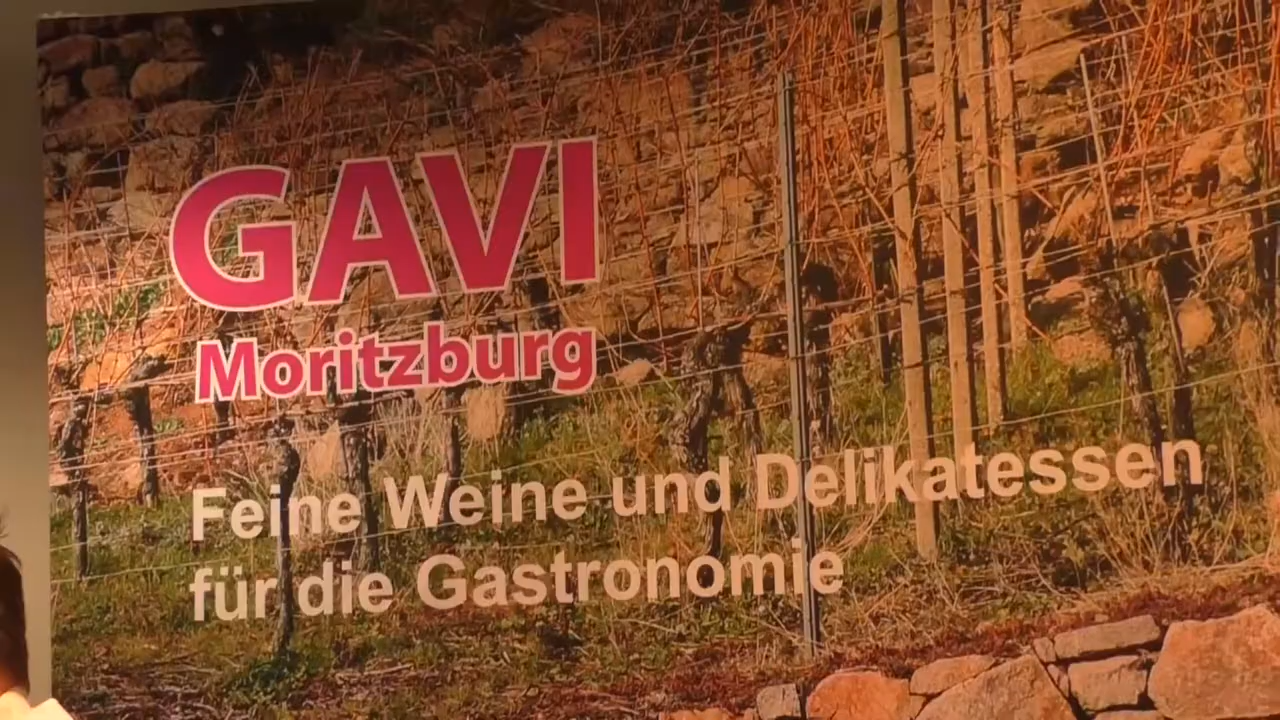 GAVI
Moritzburg
Feine Weine und Delikatessen
für die Gastronomie